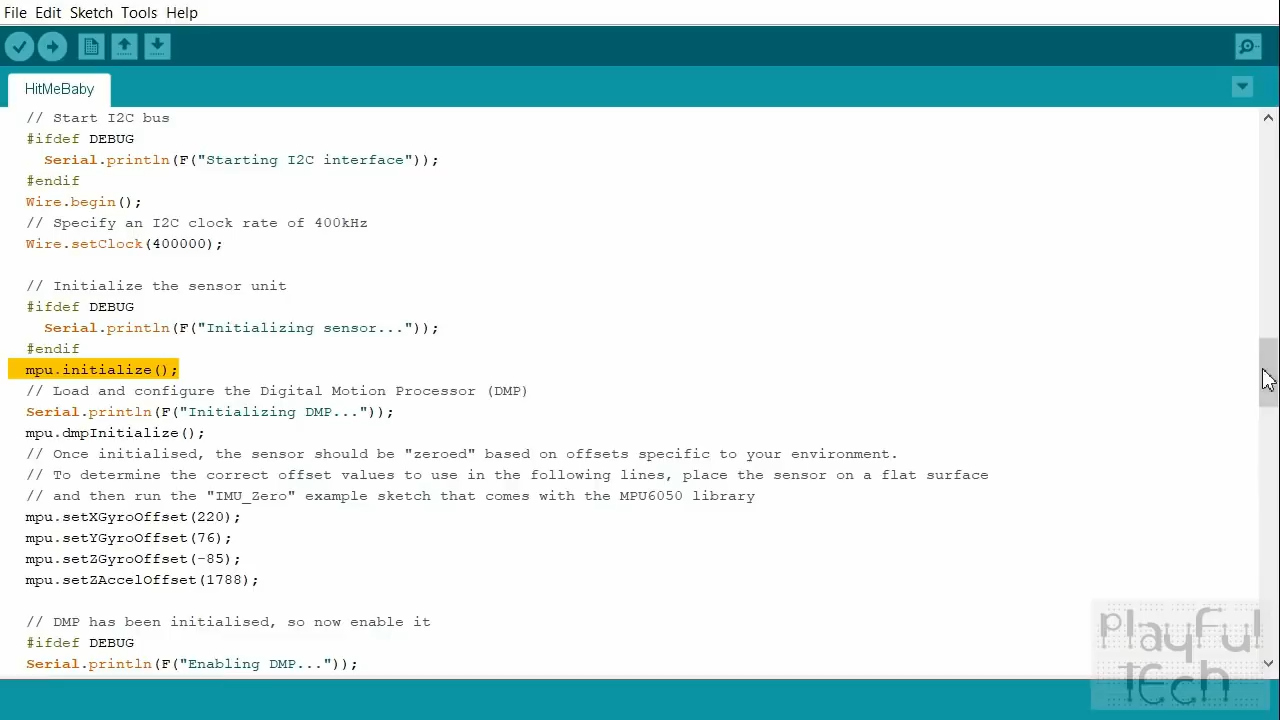 File Edit Sketch Tools Help
HitMeBaby
// Start I2C bus
#ifdef DEBUG
Serial.println(F("Starting I2C interface"));
#endif
Wire.begin();
// Specify an I2C clock rate of 400kHz
Wire.setClock(400000);
// Initialize the sensor unit
#ifdef DEBUG
Serial.println(F("Initializing sensor..."));
#endif
mpu.initialize();
// Load and configure the Digital Motion Processor (DMP)
Serial.println(F("Initializing DMP..."));
mpu.dmpInitialize();
// Once initialised, the sensor should be "zeroed" based on offsets specific to your environment.
// To determine the correct offset values to use in the following lines, place the sensor on a flat surface
// and then run the "IMU_Zero" example sketch that comes with the MPU6050 library
mpu.setXGyroOffset(220);
mpu.setYGyroOffset(76);
mpu.setZGyroOffset(-85);
mpu.setZAccelOffset(1788);
// DMP has been initialised, so now enable it
#ifdef DEBUG
Serial.println(F("Enabling DMP..."));
playful
tech